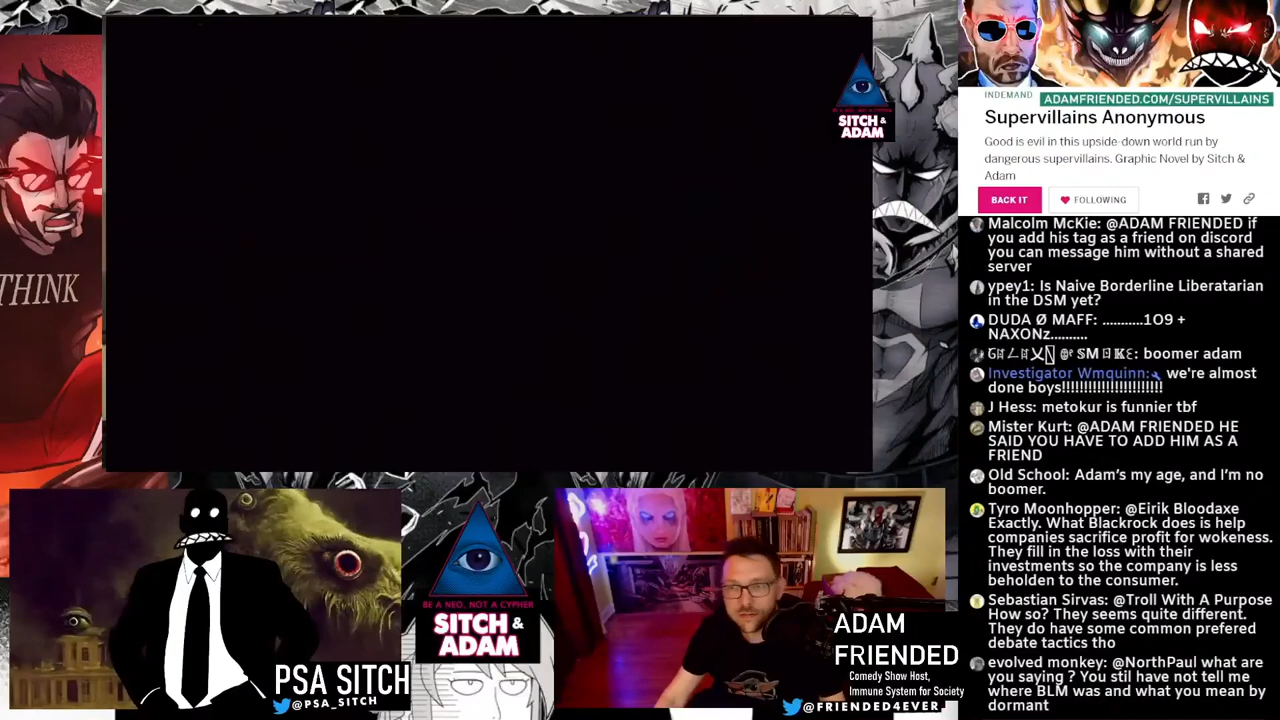 THINK
BE A NEO, NOT A CYPHER
SITCH &
ADAM
INDEMAND
ADAMFRIENDED.COM/SUPERVILLAINS
Supervillains Anonymous
Good is evil in this upside-down world run by
dangerous supervillains. Graphic Novel by Sitch &
Adam
BACK IT
FOLLOWING
Malcolm McKie: @ADAM FRIENDED if
you add his tag as a friend on discord
you can message him without a shared
server
ypey1: Is Naive Borderline Liberatarian
in the DSM yet?
DUDA Ø MAFF: ...........1O9 +
NAXONz..........
boomer adam
Investigator Wmquinn: we're almost
done boys!!!!!!!!!!!!!!!!!!!!!!!
J Hess: metokur is funnier tbf
Mister Kurt: @ADAM FRIENDED HE
SAID YOU HAVE TO ADD HIM AS A
FRIEND
Old School: Adam's my age, and I'm no
boomer.
Tyro Moonhopper: @Eirik Bloodaxe
Exactly. What Blackrock does is help
companies sacrifice profit for wokeness.
They fill in the loss with their
investments so the company is less
beholden to the consumer.
Sebastian Sirvas: @Troll With A Purpose
How so? They seems quite different.
They do have some common prefered
debate tactics tho
evolved monkey: @NorthPaul what are
you saying ? You stil have not tell me
where BLM was and what you mean by
dormant
PSA SITCH
@PSA_SITCH
BE A NEO, NOT A CYPHER
SITCH &
ADAM
ADAM
FRIENDED
Comedy Show Host,
Immune System for Society
@FRIENDED4EVER